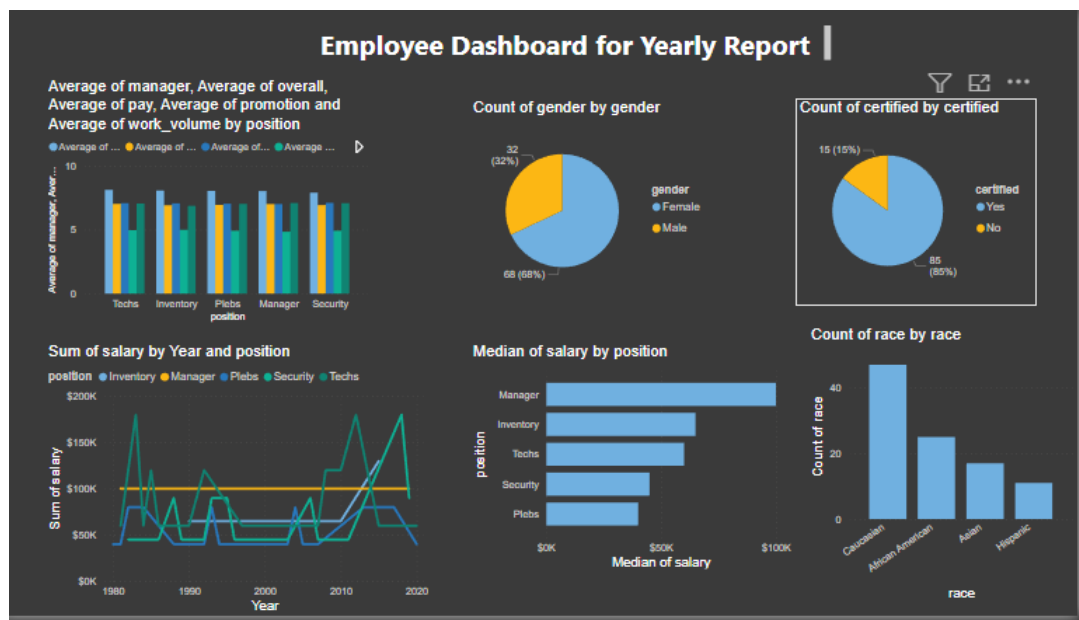 Employee Dashboard for Yearly Report
Average of manager, Average of overall,
Average of pay, Average of promotion and
Average of work_volume by position
Average of ... Average of ... Average of... Average ...
Average of manager, Aver...
10
5
0
Techs Inventory Plebs Manager Security
position
Count of gender by gender
32
(32%)
68 (68%)
gender
Female
Male
Count of certified by certified
15 (15%)
85
(85%)
certified
Yes
No
Sum of salary by Year and position
position Inventory Manager Plebs Security Techs
Sum of salary
$200K
$150K
$100K
$50K
$0K
1980 1990 2000 2010 2020
Year
Median of salary by position
position
Manager
Inventory
Techs
Security
Plebs
$0K $50K $100K
Median of salary
Count of race by race
Count of race
40
20
0
Caucasian African American Asian Hispanic
race